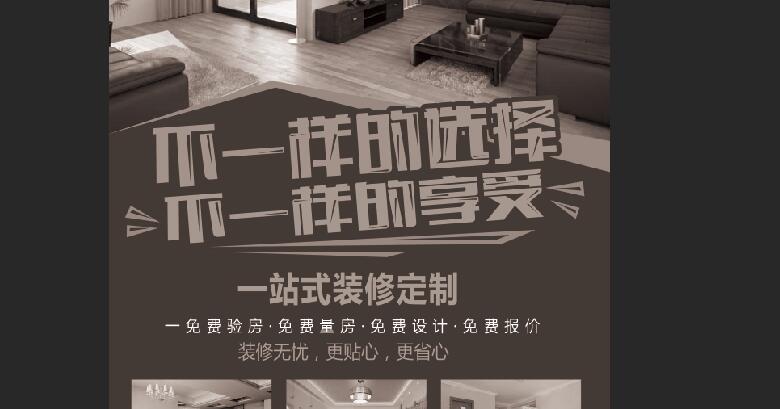 不一样的选择
不一样的享受
一站式装修定制
一免费验房·免费量房·免费设计·免费报价
装修无忧，更贴心，更省心